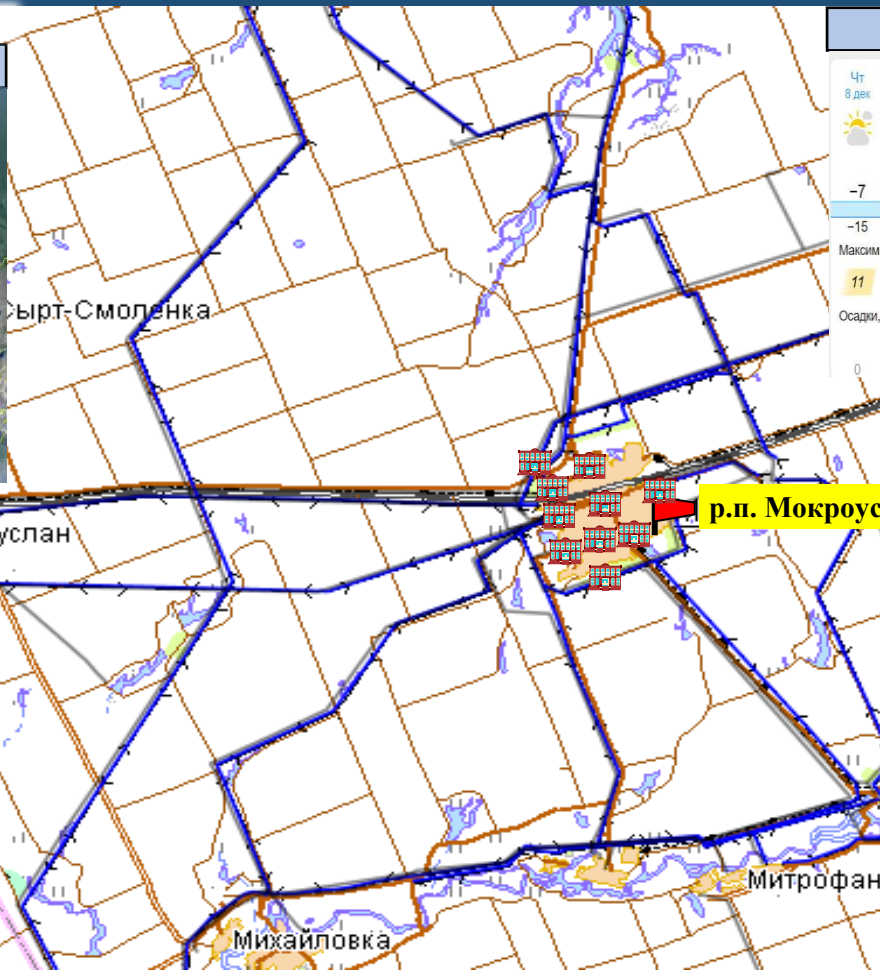 Чт
8 дек
−7
−15
Максим
11
Осадки,
0
Сырт-Смоленка
услан
р.п. Мокроус
Митрофан
Михайловка